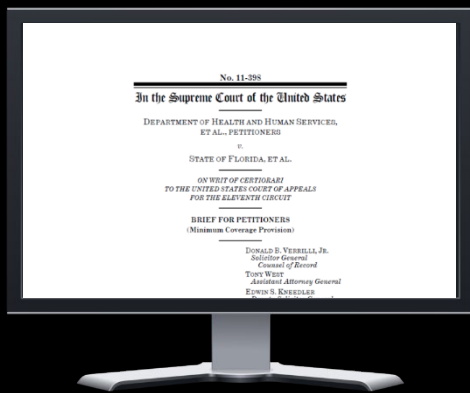 No. 11-398
In the Supreme Court of the United States
DEPARTMENT OF HEALTH AND HUMAN SERVICES,
ET AL., PETITIONERS
v.
STATE OF FLORIDA, ET AL.
ON WRIT OF CERTIORARI
TO THE UNITED STATES COURT OF APPEALS
FOR THE ELEVENTH CIRCUIT
BRIEF FOR PETITIONERS
(Minimum Coverage Provision)
DONALD B. VERRILLI, JR.
Solicitor General
Counsel of Record
TONY WEST
Assistant Attorney General
EDWIN S. KNEEDLER